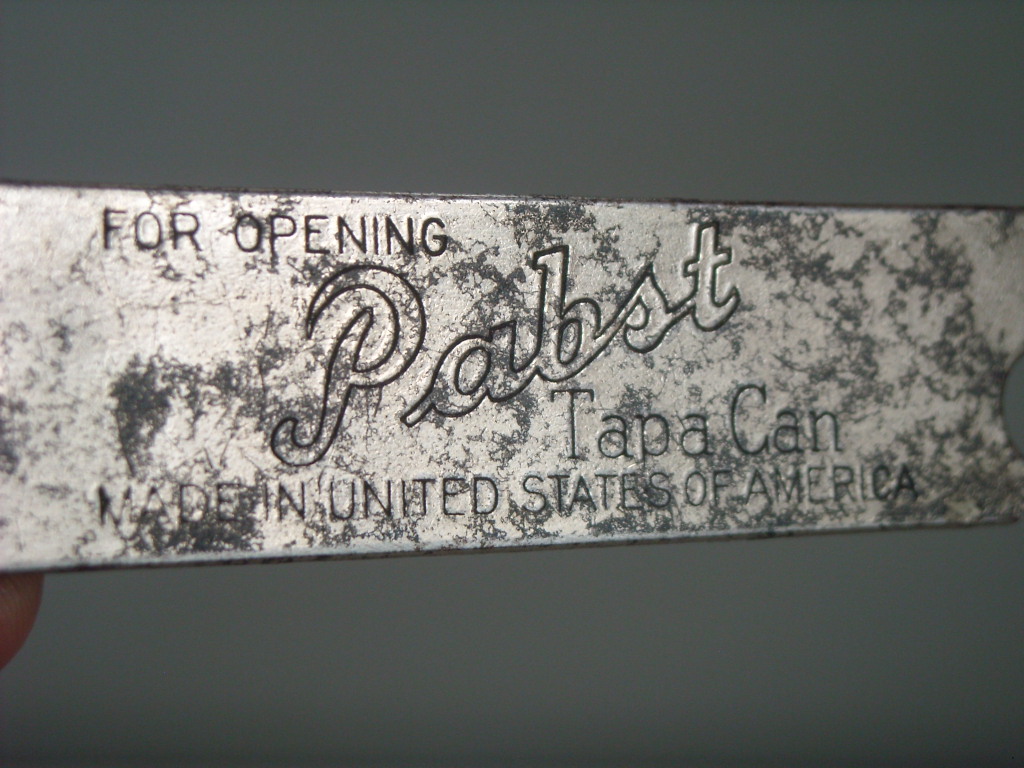 FOR OPENING
Pabst
Tapa Can
MADE IN UNITED STATES OF AMERICA